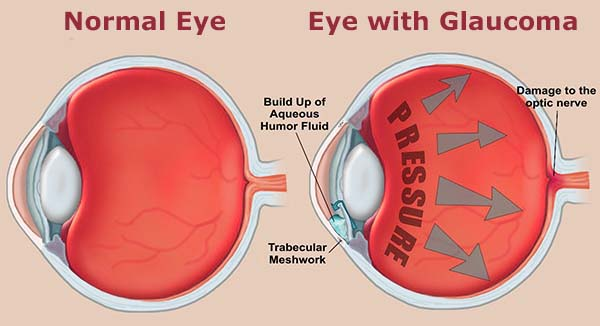 Normal Eye
Eye with Glaucoma
Build Up of
Aqueous
Humor Fluid
Trabecular
Meshwork
PRESSURE
Damage to the
optic nerve